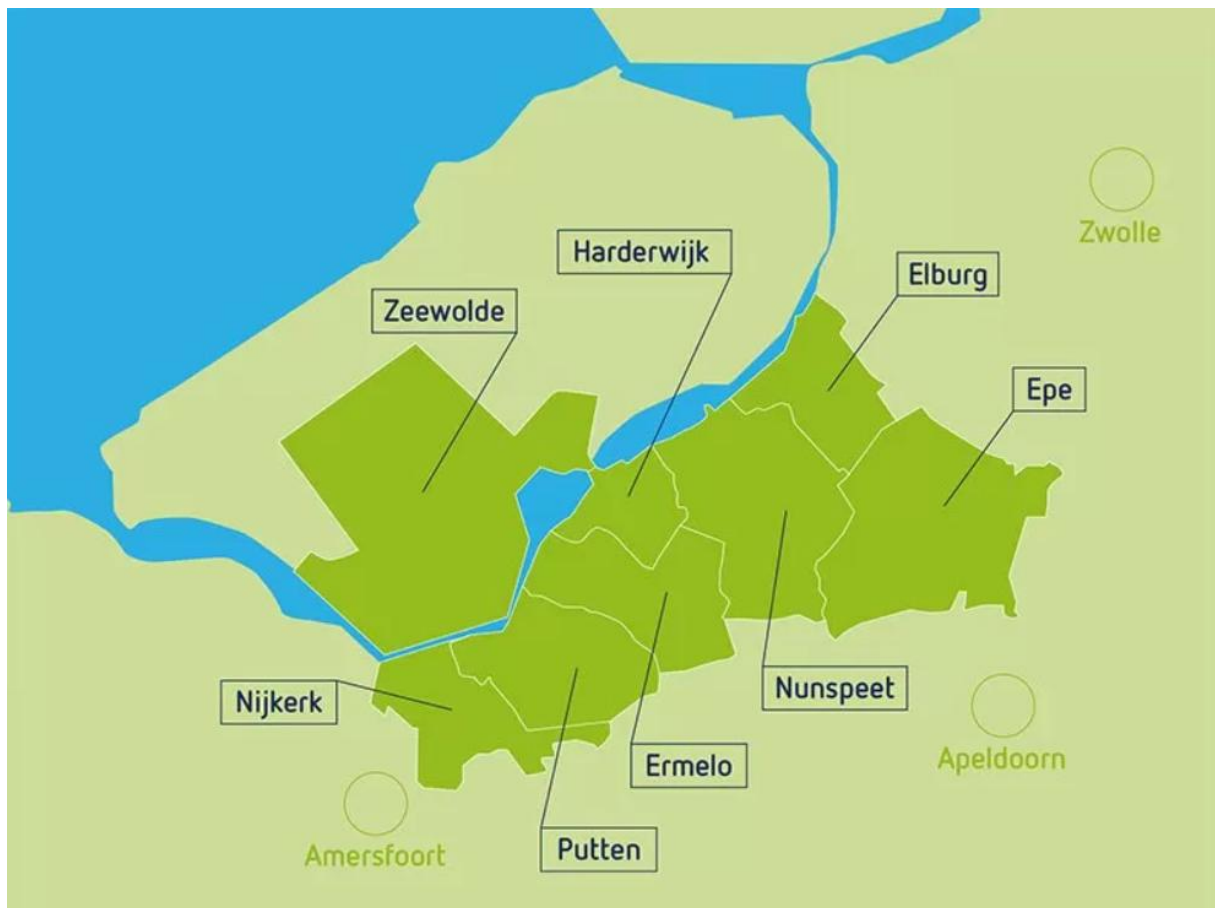 Zwolle
Harderwijk
Elburg
Zeewolde
Epe
Nijkerk
Nunspeet
Ermelo
Apeldoorn
Putten
Amersfoort